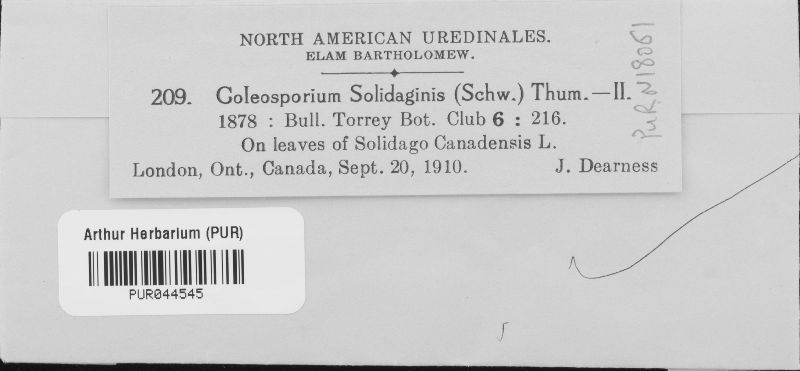 NORTH AMERICAN UREDINALES.
ELAM BARTHOLOMEW.
209. Coleosporium Solidaginis (Schw.) Thum.—II.
1878 : Bull. Torrey Bot. Club 6 : 216.
On leaves of Solidago Canadensis L.
London, Ont., Canada, Sept. 20, 1910. J. Dearness
PUR N18061
Arthur Herbarium (PUR)
PUR044545